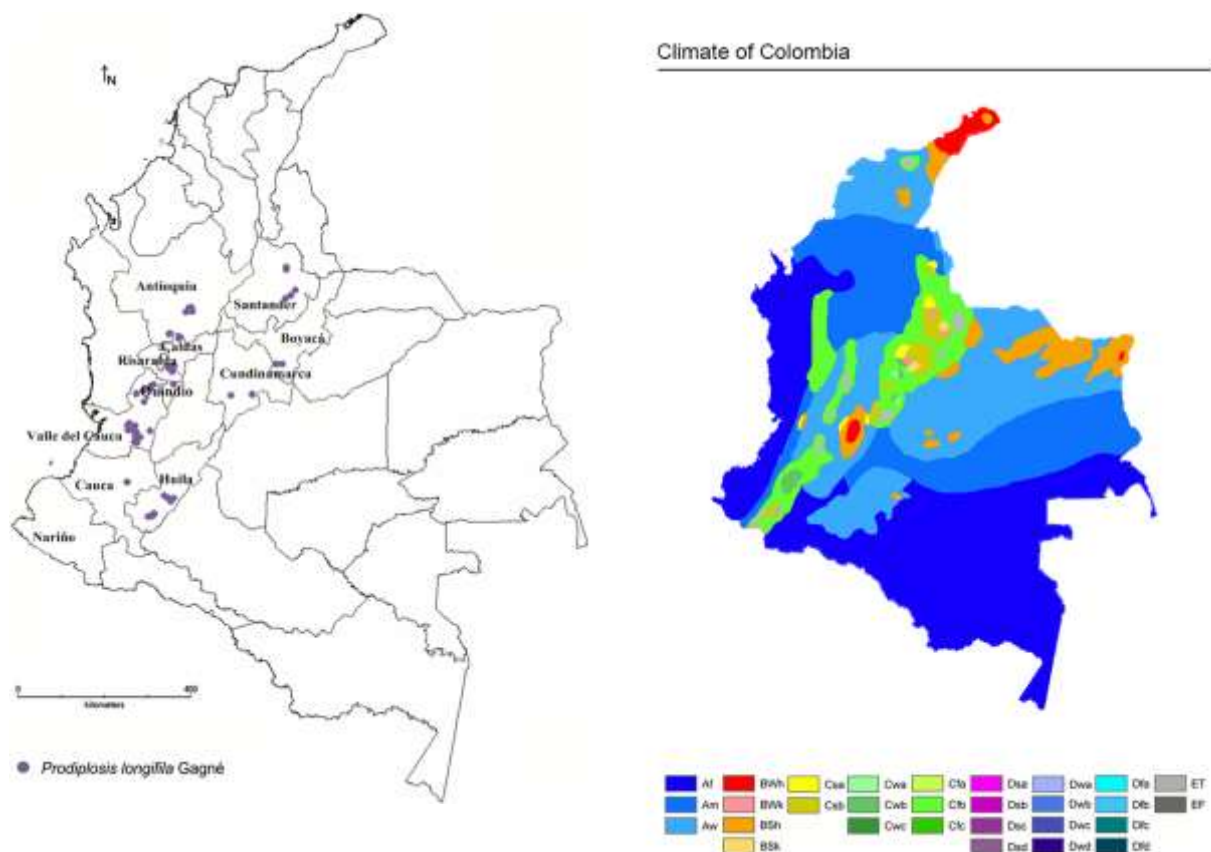 Climate of Colombia
N
Antioquia
Santander
Boyacá
Caldas
Risaralda
Cundinamarca
Quindio
Valle del Cauca
Huila
Cauca
Nariño
0 400
kilometers
Prodiplosis longifila Gagné
Af BWh Csa Cwa Cfa Dsa Dwa Dfa ET
Am BWk Csb Cwb Cfb Dsb Dwb Dfb EF
Aw BSh Cwc Cfc Dsc Dwc Dfc
BSk Dsd Dwd Dfd